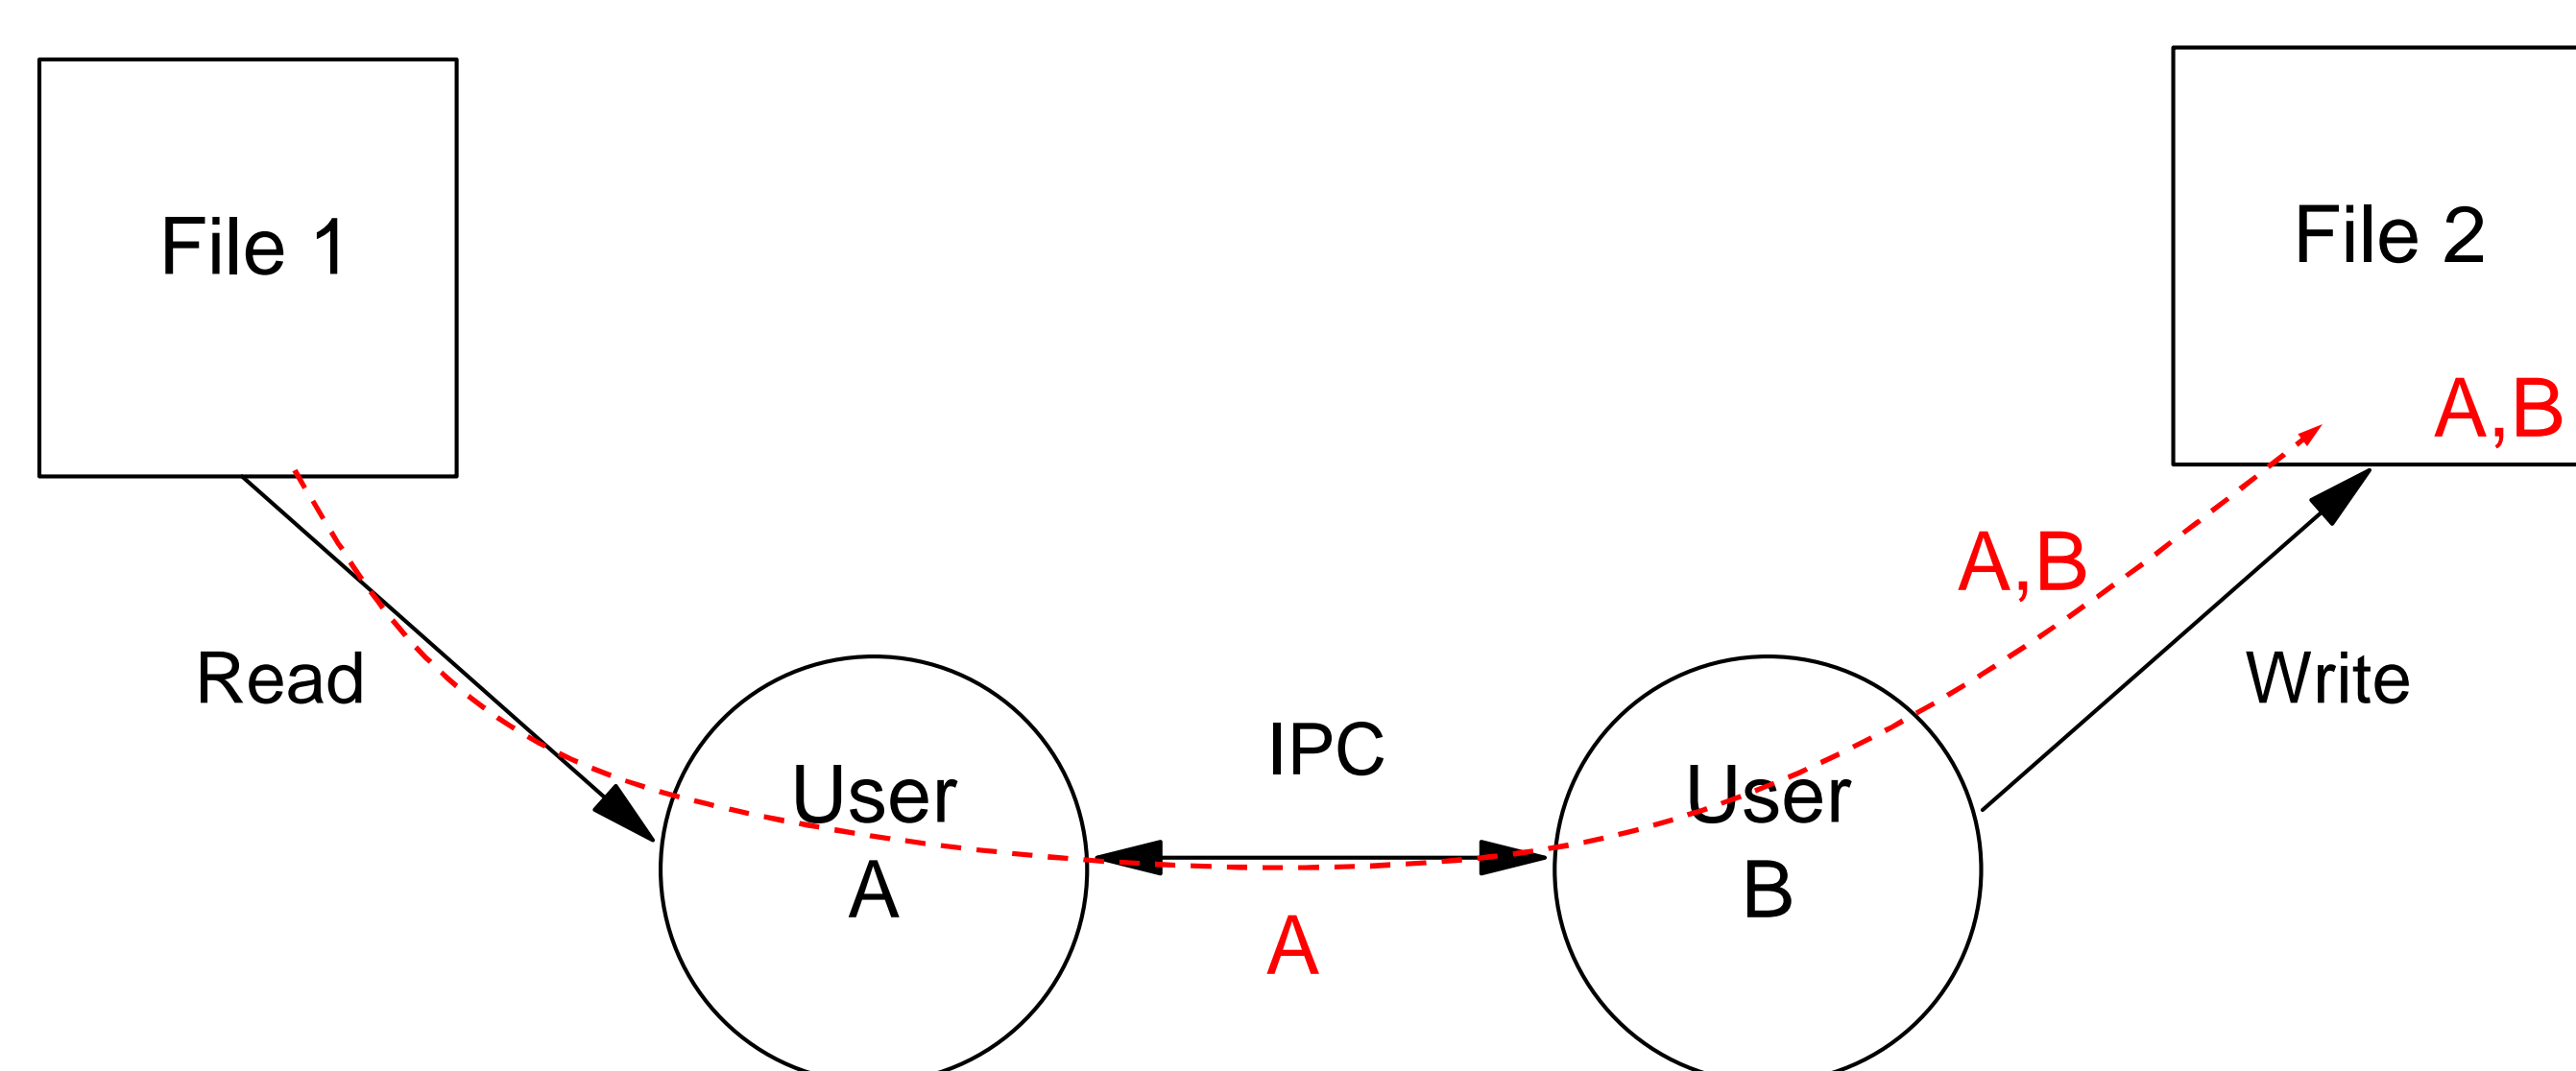 File 1
File 2
A,B
A,B
Read
Write
IPC
User
A
User
B
A